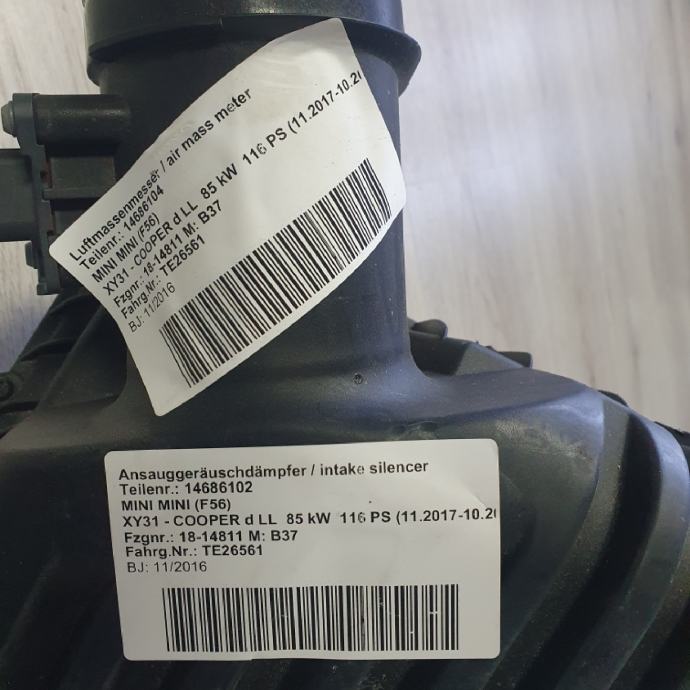 Luftmassenmesser / air mass meter
Teilenr.: 14686104
MINI MINI (F56)
XY31 - COOPER d LL 85 kW 116 PS (11.2017-10.20
Fzgnr.: 18-14811 M: B37
Fahrg.Nr.: TE26561
BJ: 11/2016
Ansauggeräuschdämpfer / intake silencer
Teilenr.: 14686102
MINI MINI (F56)
XY31 - COOPER d LL 85 kW 116 PS (11.2017-10.20
Fzgnr.: 18-14811 M: B37
Fahrg.Nr.: TE26561
BJ: 11/2016